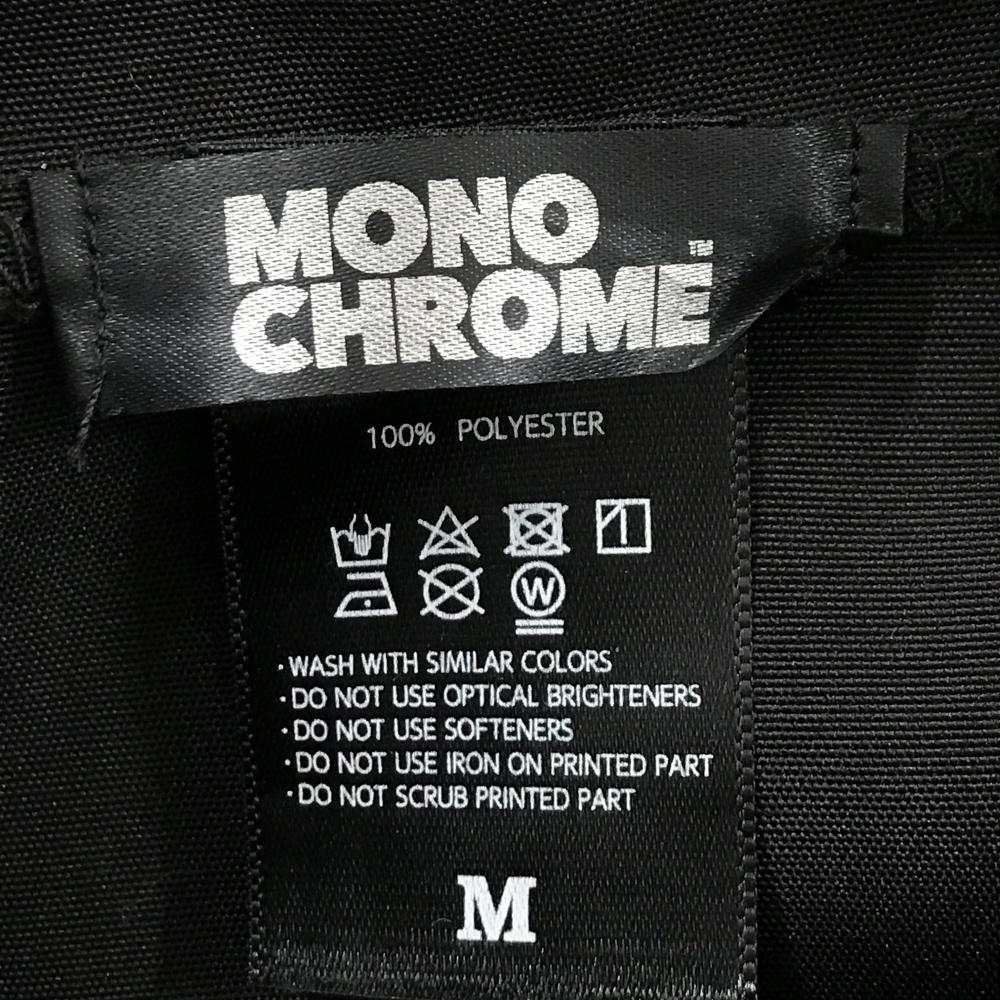 MONO
CHROME
100% POLYESTER
W
·WASH WITH SIMILAR COLORS
·DO NOT USE OPTICAL BRIGHTENERS
·DO NOT USE SOFTENERS
·DO NOT USE IRON ON PRINTED PART
·DO NOT SCRUB PRINTED PART
M